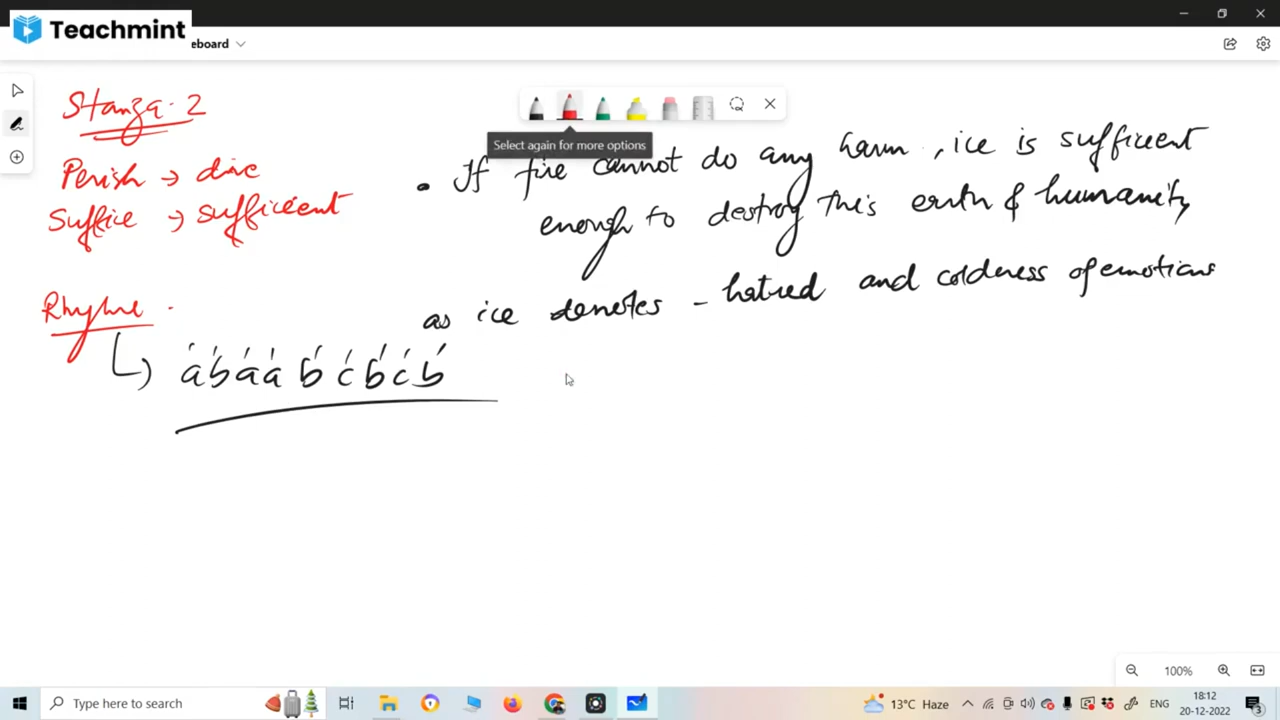 Teachmint
eboard
Select again for more options
Stanza-2
Perish → die
Suffice → sufficient
• If fire cannot do any harm, ice is sufficient
enough to destroy this earth & humanity
as ice denotes - hatred and coldness of emotions
Rhyme -
a b a a b c b c b
100%
Type here to search
13°C Haze
ENG
18:12
20-12-2022
3